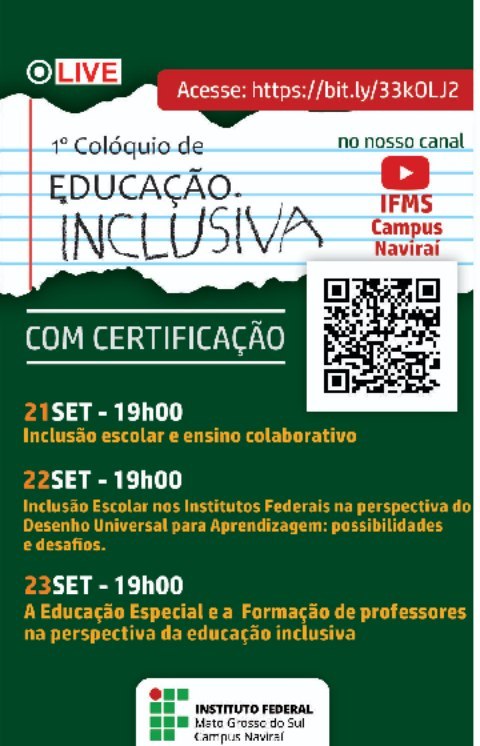 LIVE
Acesse: https://bit.ly/33kOLJ2
1º Colóquio de
EDUCAÇÃO.
INCLUSIVA
no nosso canal
IFMS
Campus
Naviraí
COM CERTIFICAÇÃO
21SET - 19h00
Inclusão escolar e ensino colaborativo
22SET - 19h00
Inclusão Escolar nos Institutos Federais na perspectiva do
Desenho Universal para Aprendizagem: possibilidades
e desafios.
23SET - 19h00
A Educação Especial e a Formação de professores
na perspectiva da educação inclusiva
INSTITUTO FEDERAL
Mato Grosso do Sul
Campus Naviraí